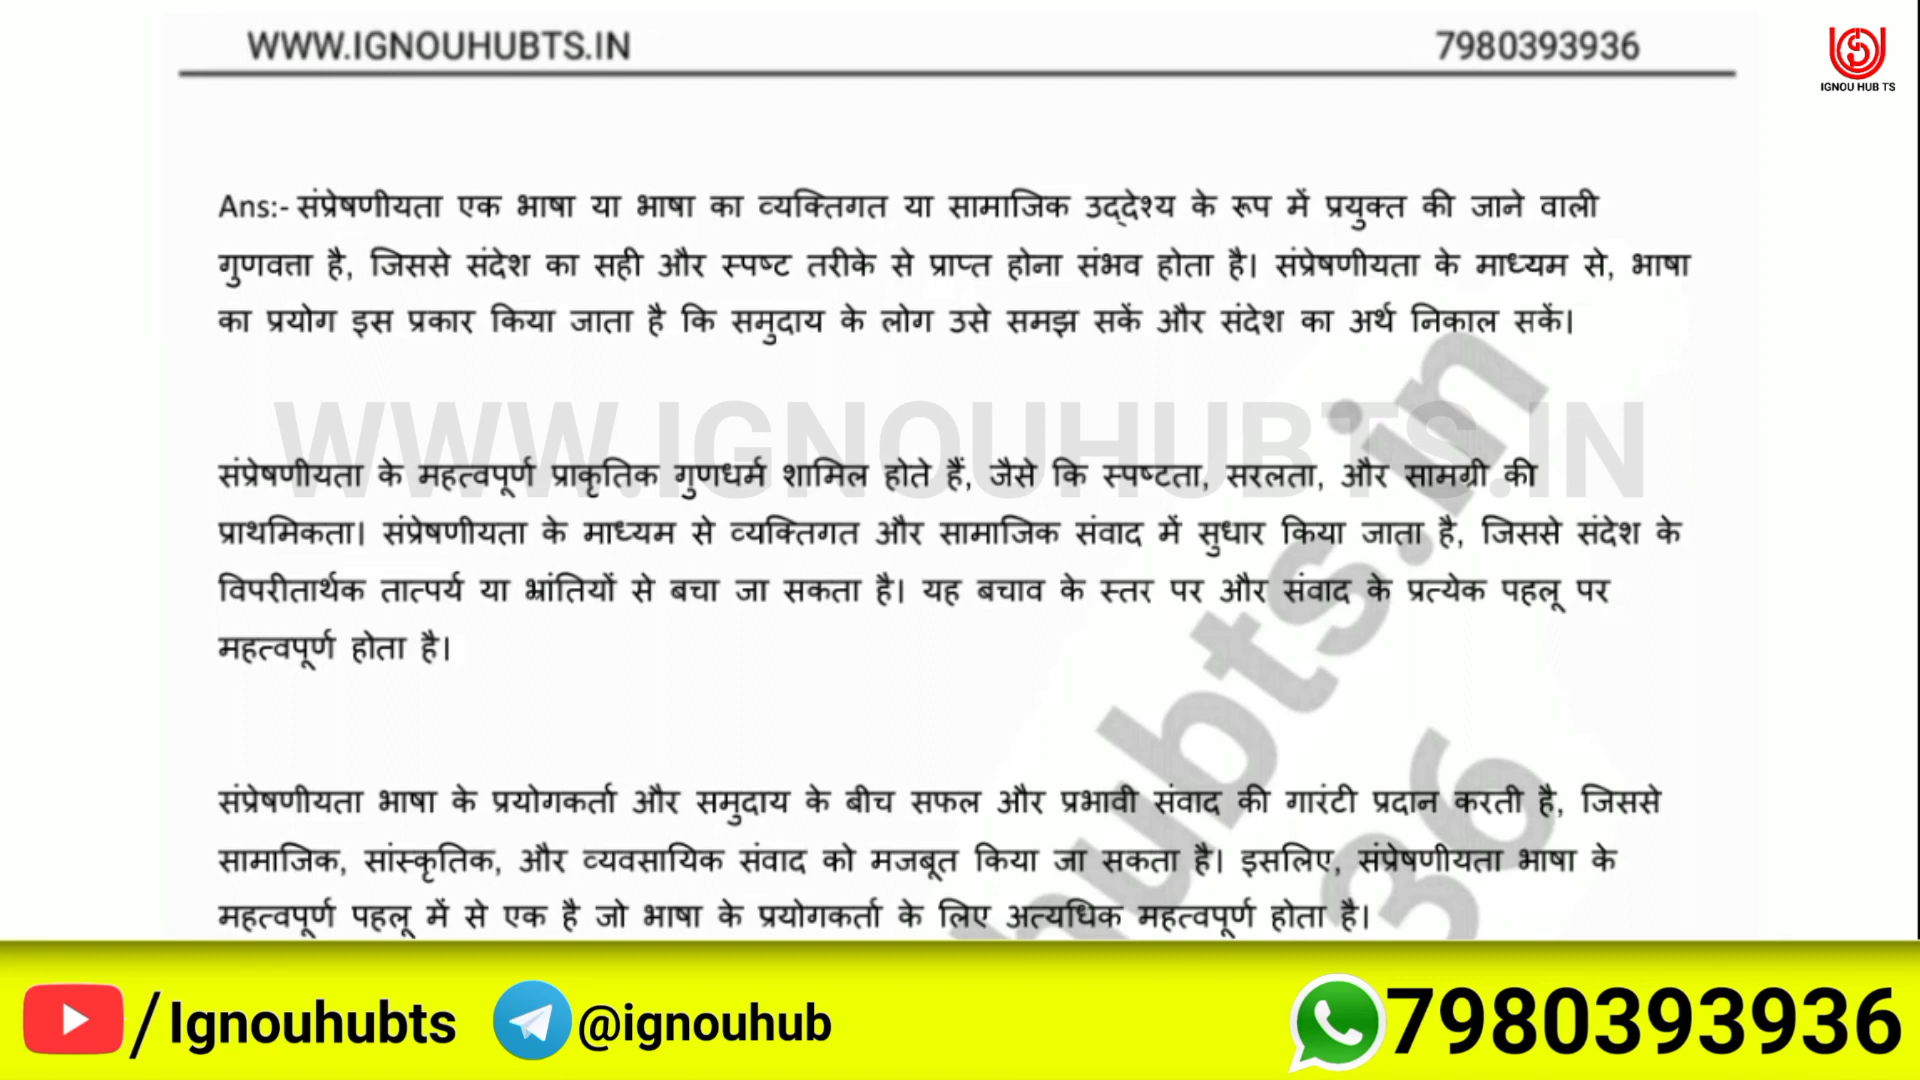 WWW.IGNOUHUBTS.IN 7980393936
IGNOU HUB TS
Ans:- संप्रेषणीयता एक भाषा या भाषा का व्यक्तिगत या सामाजिक उद्देश्य के रूप में प्रयुक्त की जाने वाली
गुणवत्ता है, जिससे संदेश का सही और स्पष्ट तरीके से प्राप्त होना संभव होता है। संप्रेषणीयता के माध्यम से, भाषा
का प्रयोग इस प्रकार किया जाता है कि समुदाय के लोग उसे समझ सकें और संदेश का अर्थ निकाल सकें।
WWW.IGNOUHUBTS.IN
संप्रेषणीयता के महत्वपूर्ण प्राकृतिक गुणधर्म शामिल होते हैं, जैसे कि स्पष्टता, सरलता, और सामग्री की
प्राथमिकता। संप्रेषणीयता के माध्यम से व्यक्तिगत और सामाजिक संवाद में सुधार किया जाता है, जिससे संदेश के
विपरीतार्थक तात्पर्य या भ्रांतियों से बचा जा सकता है। यह बचाव के स्तर पर और संवाद के प्रत्येक पहलू पर
महत्वपूर्ण होता है।
hubts.in
36
संप्रेषणीयता भाषा के प्रयोगकर्ता और समुदाय के बीच सफल और प्रभावी संवाद की गारंटी प्रदान करती है, जिससे
सामाजिक, सांस्कृतिक, और व्यवसायिक संवाद को मजबूत किया जा सकता है। इसलिए, संप्रेषणीयता भाषा के
महत्वपूर्ण पहलू में से एक है जो भाषा के प्रयोगकर्ता के लिए अत्यधिक महत्वपूर्ण होता है।
/Ignouhubts @ignouhub 7980393936